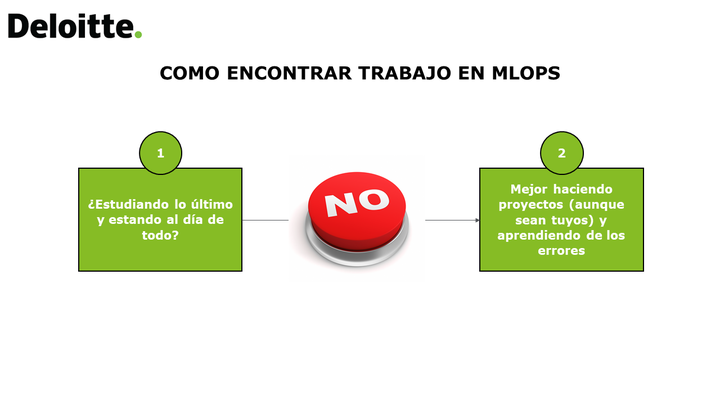 Deloitte.
COMO ENCONTRAR TRABAJO EN MLOPS
1
¿Estudiando lo último
y estando al día de
todo?
NO
2
Mejor haciendo
proyectos (aunque
sean tuyos) y
aprendiendo de los
errores